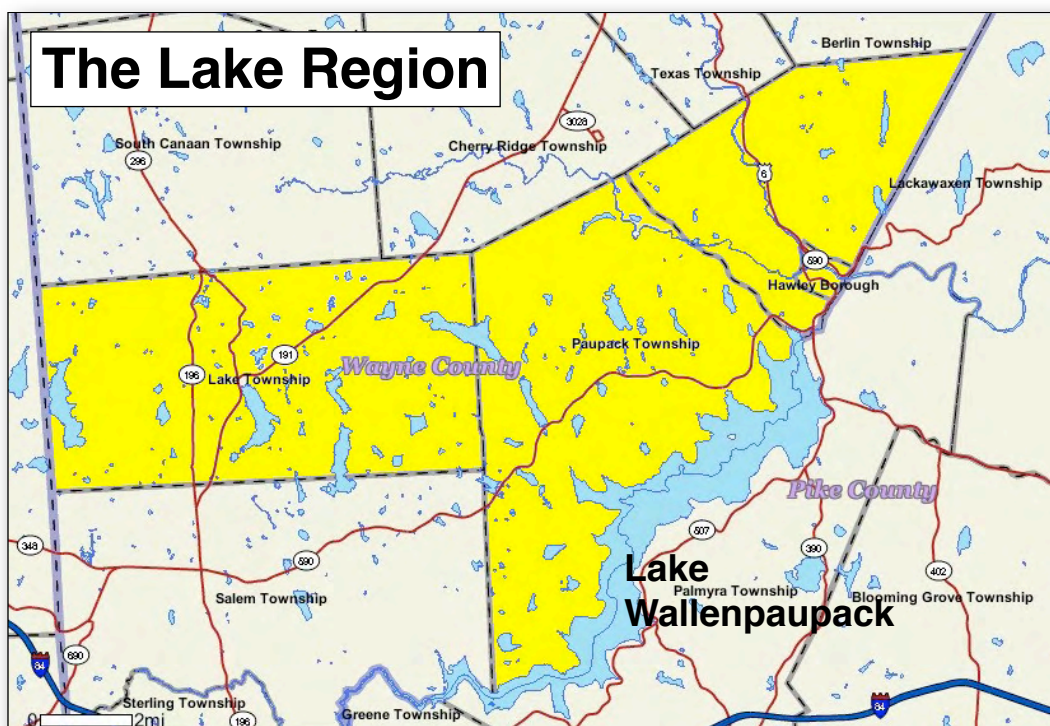 The Lake Region
Berlin Township
Texas Township
3028
South Canaan Township
Cherry Ridge Township
296
6
Lackawaxen Township
590
Hawley Borough
Paupack Township
191
Wayne County
196
Lake Township
Pike County
507
348
590
390
Lake
Wallenpaupack
402
Palmyra Township
Blooming Grove Township
Salem Township
690
84
Sterling Township
84
Greene Township
0
2mi
196